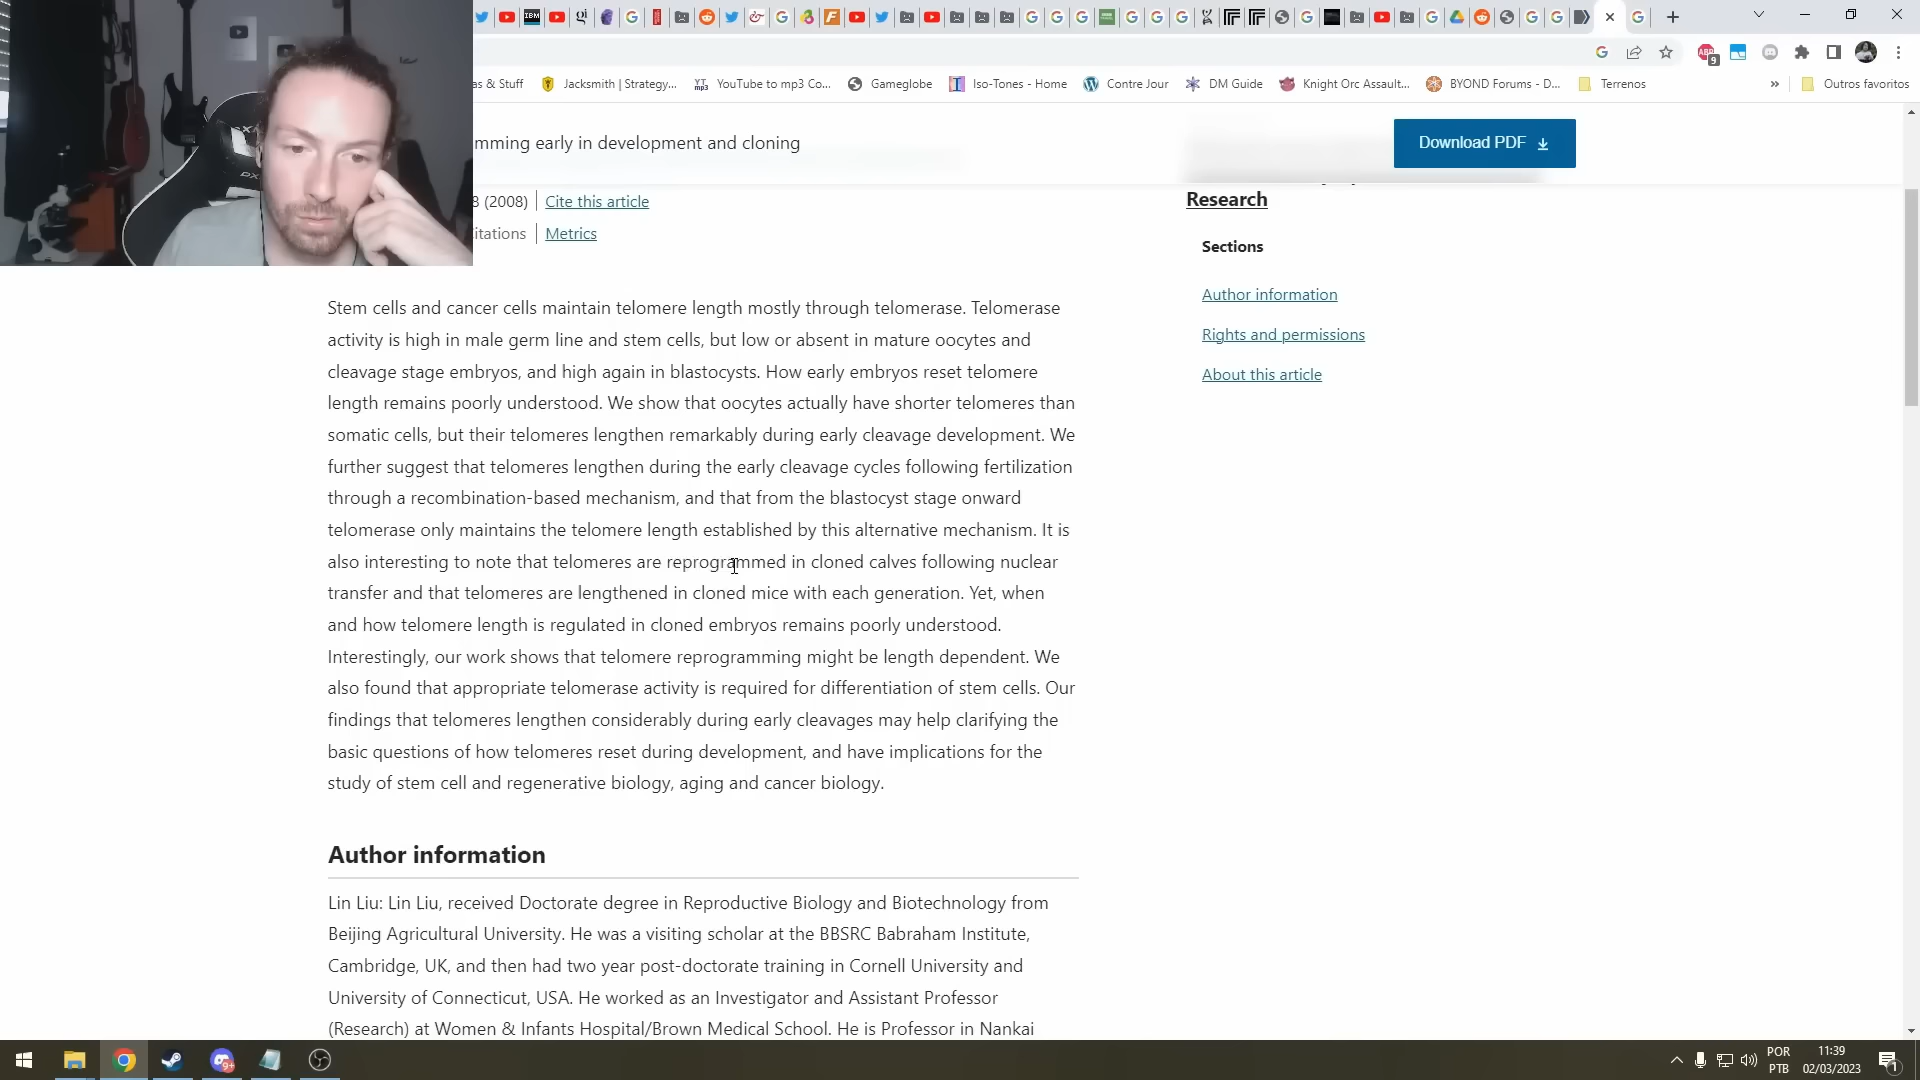 as & Stuff
Jacksmith | Strategy...
YouTube to mp3 Co...
Gameglobe
Iso-Tones - Home
Contre Jour
DM Guide
Knight Orc Assault...
BYOND Forums - D...
Terrenos
»
Outros favoritos
mming early in development and cloning
Download PDF
8 (2008)
Cite this article
itations
Metrics
Stem cells and cancer cells maintain telomere length mostly through telomerase. Telomerase
activity is high in male germ line and stem cells, but low or absent in mature oocytes and
cleavage stage embryos, and high again in blastocysts. How early embryos reset telomere
length remains poorly understood. We show that oocytes actually have shorter telomeres than
somatic cells, but their telomeres lengthen remarkably during early cleavage development. We
further suggest that telomeres lengthen during the early cleavage cycles following fertilization
through a recombination-based mechanism, and that from the blastocyst stage onward
telomerase only maintains the telomere length established by this alternative mechanism. It is
also interesting to note that telomeres are reprogrammed in cloned calves following nuclear
transfer and that telomeres are lengthened in cloned mice with each generation. Yet, when
and how telomere length is regulated in cloned embryos remains poorly understood.
Interestingly, our work shows that telomere reprogramming might be length dependent. We
also found that appropriate telomerase activity is required for differentiation of stem cells. Our
findings that telomeres lengthen considerably during early cleavages may help clarifying the
basic questions of how telomeres reset during development, and have implications for the
study of stem cell and regenerative biology, aging and cancer biology.
Author information
Lin Liu: Lin Liu, received Doctorate degree in Reproductive Biology and Biotechnology from
Beijing Agricultural University. He was a visiting scholar at the BBSRC Babraham Institute,
Cambridge, UK, and then had two year post-doctorate training in Cornell University and
University of Connecticut, USA. He worked as an Investigator and Assistant Professor
(Research) at Women & Infants Hospital/Brown Medical School. He is Professor in Nankai
Research
Sections
Author information
Rights and permissions
About this article
POR
PTB
11:39
02/03/2023